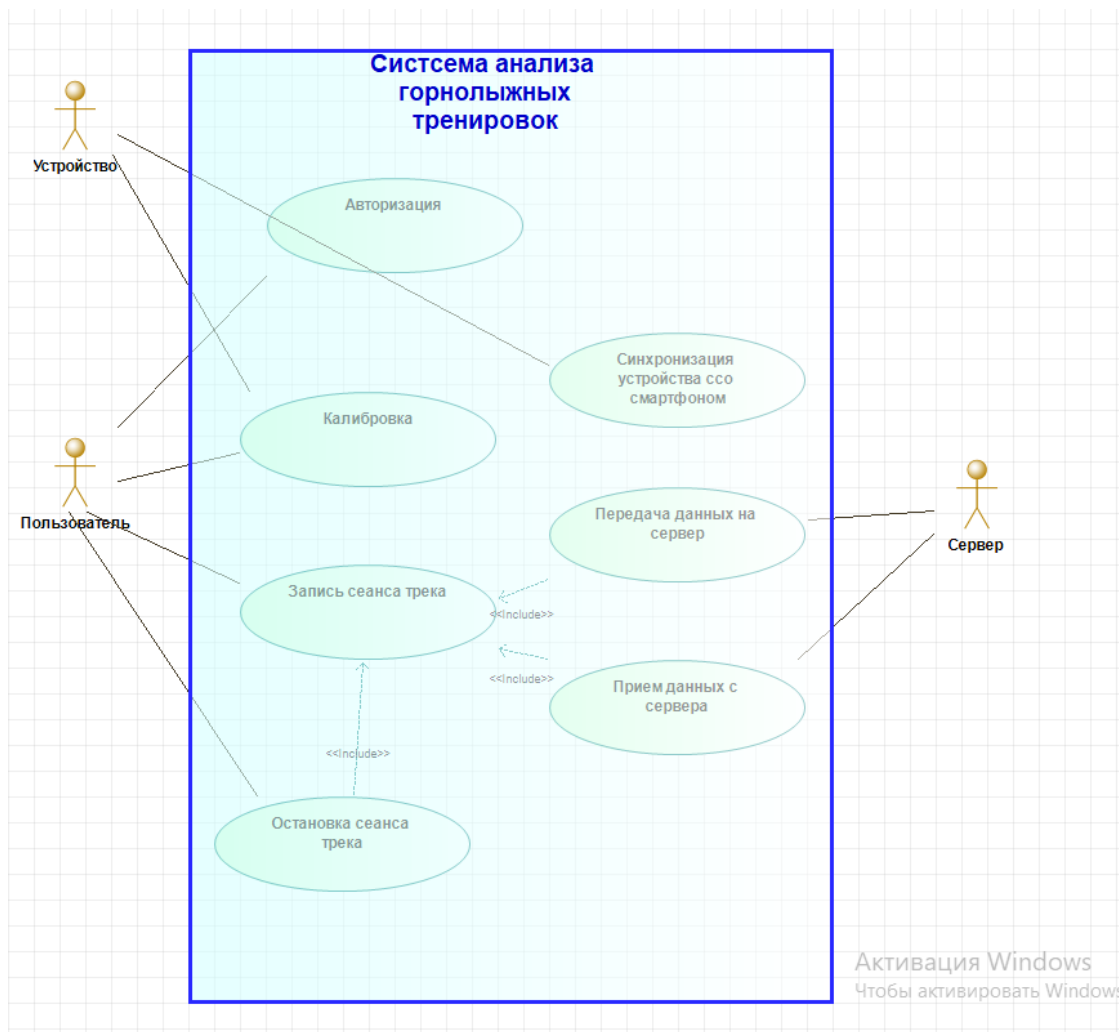 Систсема анализа
горнолыжных
тренировок
Устройство
Авторизация
Синхронизация
устройства ссо
смартфоном
Калибровка
Пользователь
Передача данных на
сервер
Сервер
Запись сеанса трека
<<Include>>
<<Include>>
Прием данных с
сервера
<<Include>>
Остановка сеанса
трека
Активация Windows
Чтобы активировать Windows